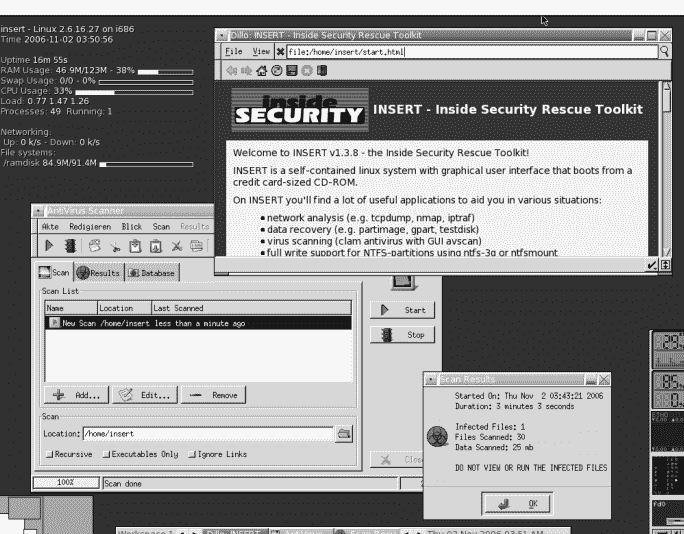 insert - Linux 2.6.16.27 on i686
Time 2006-11-02 03:50:56
Uptime 16m 55s
RAM Usage: 46.9M/123M - 38%
Swap Usage: 0/0 - 0%
CPU Usage: 33%
Load: 0.77 1.47 1.26
Processes: 49 Running: 1
Networking:
Up: 0 k/s - Down: 0 k/s
File systems:
/ramdisk 84.9M/91.4M
Dillo: INSERT - Inside Security Rescue Toolkit
File View file:/home/insert/start.html
inside
SECURITY
INSERT - Inside Security Rescue Toolkit
Welcome to INSERT v1.3.8 - the Inside Security Rescue Toolkit!
INSERT is a self-contained linux system with graphical user interface that boots from a
credit card-sized CD-ROM.
On INSERT you'll find a lot of useful applications to aid you in various situations:
network analysis (e.g. tcpdump, nmap, iptraf)
data recovery (e.g. partimage, gpart, testdisk)
virus scanning (clam antivirus with GUI avscan)
full write support for NTFS-partitions using ntfs-3g or ntfsmount
AntiVirus Scanner
Akte Redigieren Blick Scan Results
Scan Results Database
Scan List
Name Location Last Scanned
New Scan /home/insert less than a minute ago
Add... Edit... Remove
Start
Stop
Scan
Location: /home/insert
Recursive Executables Only Ignore Links
100% Scan done
Scan Results
Started On: Thu Nov 2 03:43:21 2006
Duration: 3 minutes 3 seconds
Infected Files: 1
Files Scanned: 30
Data Scanned: 25 mb
DO NOT VIEW OR RUN THE INFECTED FILES
OK
fd0
Workspace 1 Dillo: INSERT Thu 02 Nov 2006 03:51 AM